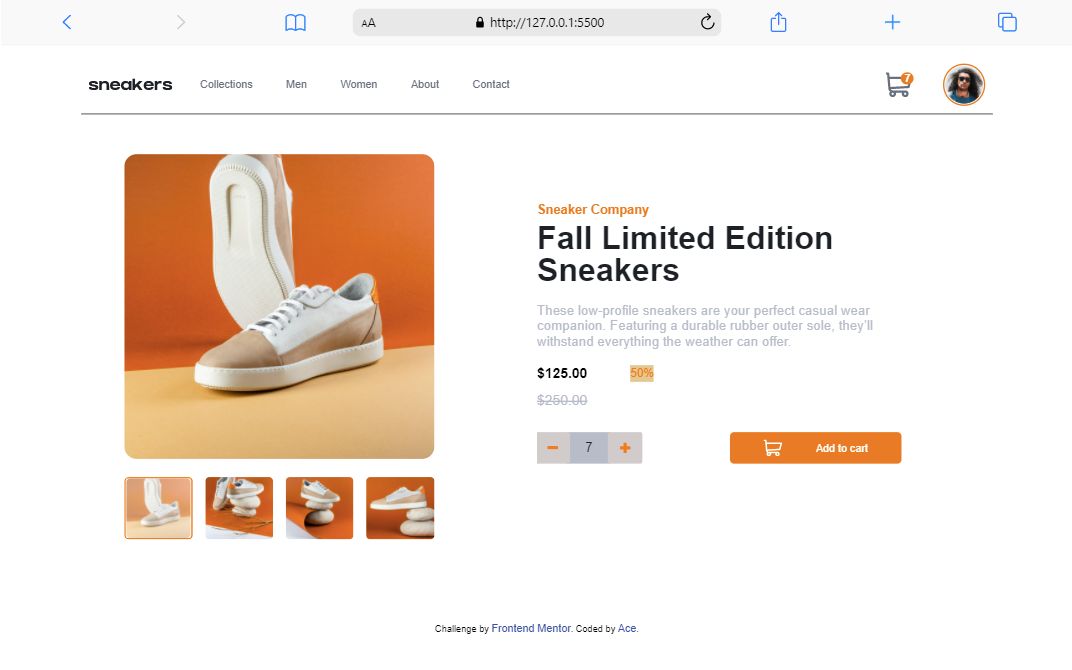 AA http://127.0.0.1:5500
sneakers Collections Men Women About Contact 7
Sneaker Company
Fall Limited Edition
Sneakers
These low-profile sneakers are your perfect casual wear
companion. Featuring a durable rubber outer sole, they'll
withstand everything the weather can offer.
$125.00 50%
$250.00
− 7 + Add to cart
Challenge by Frontend Mentor. Coded by Ace.